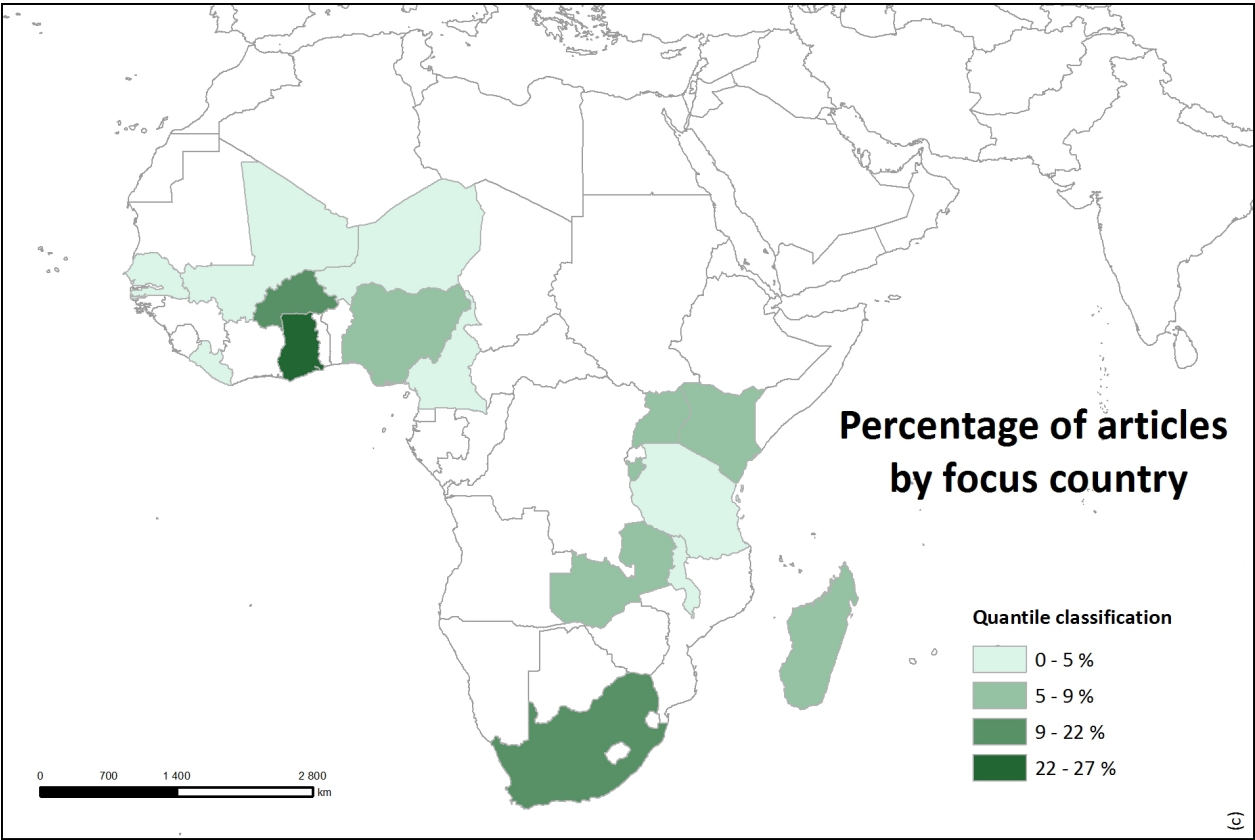 Percentage of articles
by focus country
Quantile classification
0 - 5 %
5 - 9 %
9 - 22 %
22 - 27 %
0 700 1 400 2 800
km
(c)